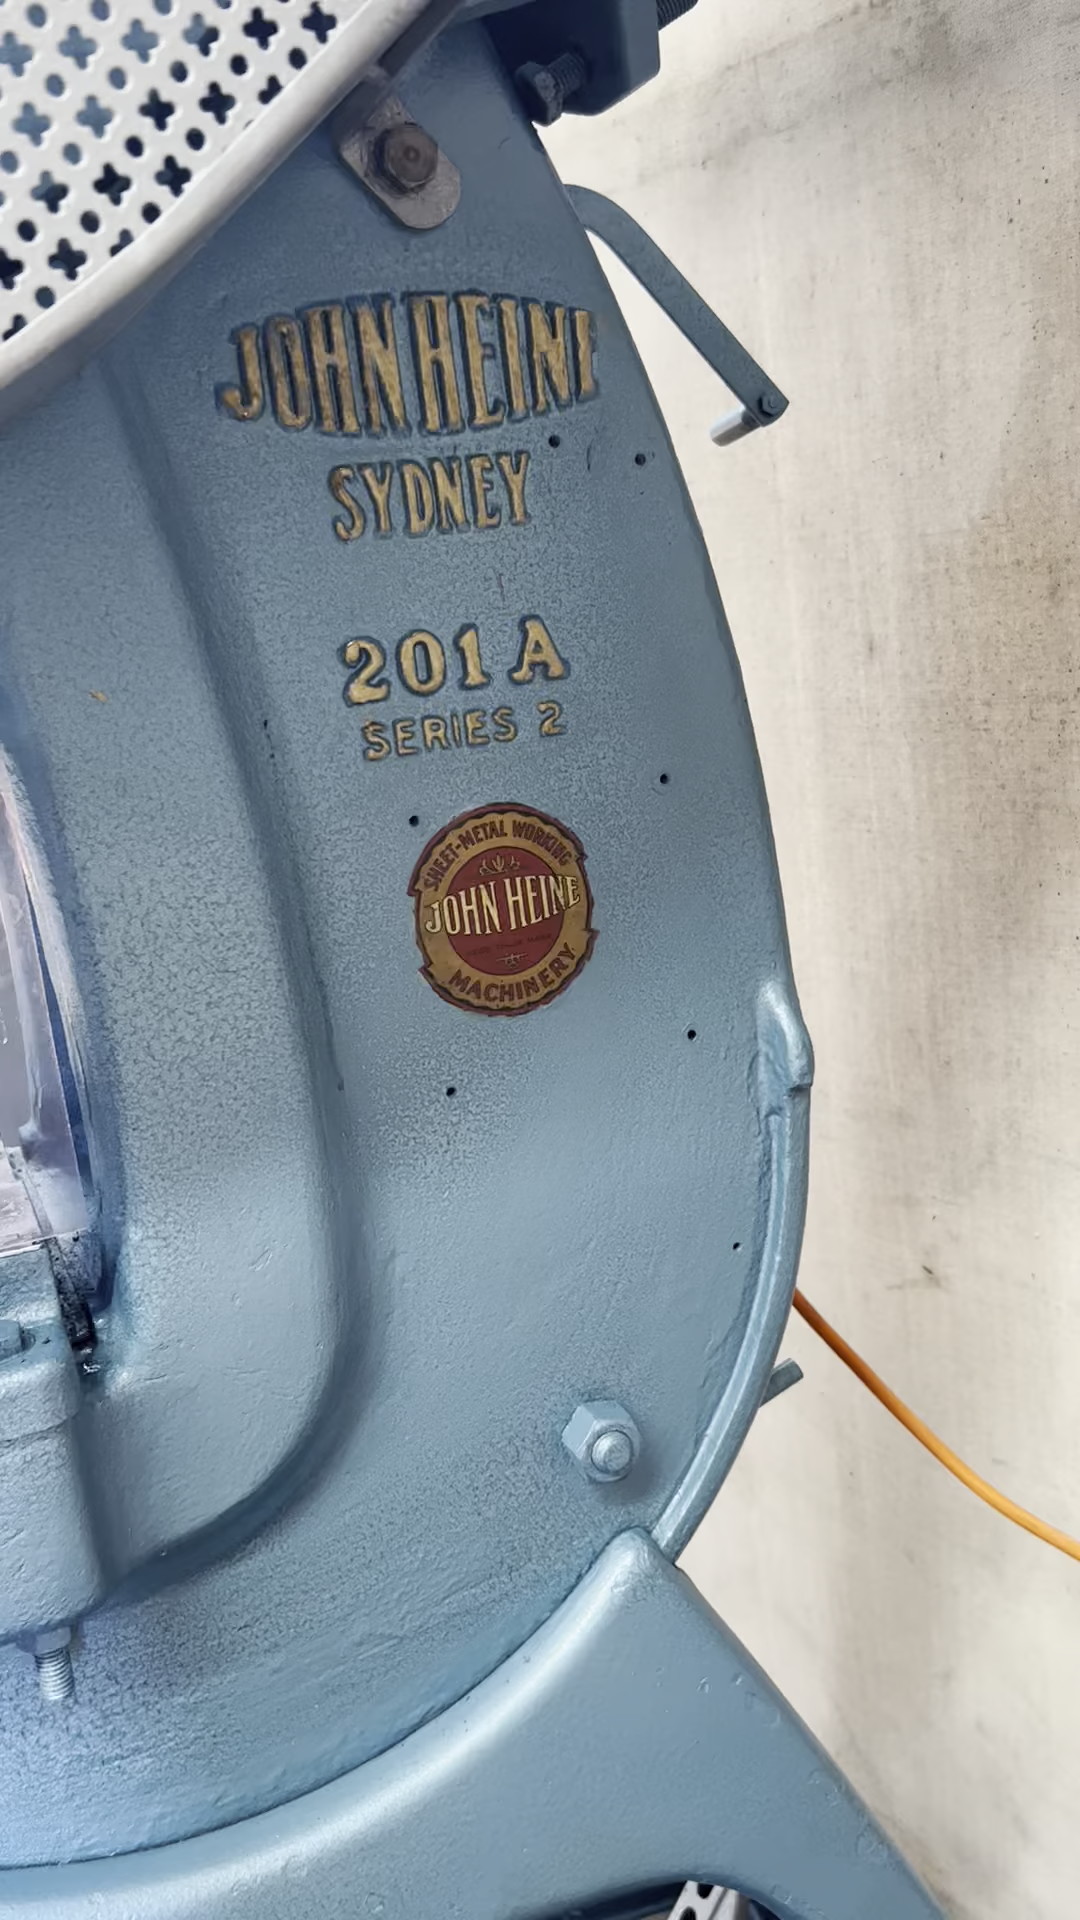 JOHN HEINE
SYDNEY
201 A
SERIES 2
SHEET-METAL WORKING
JOHN HEINE
MACHINERY